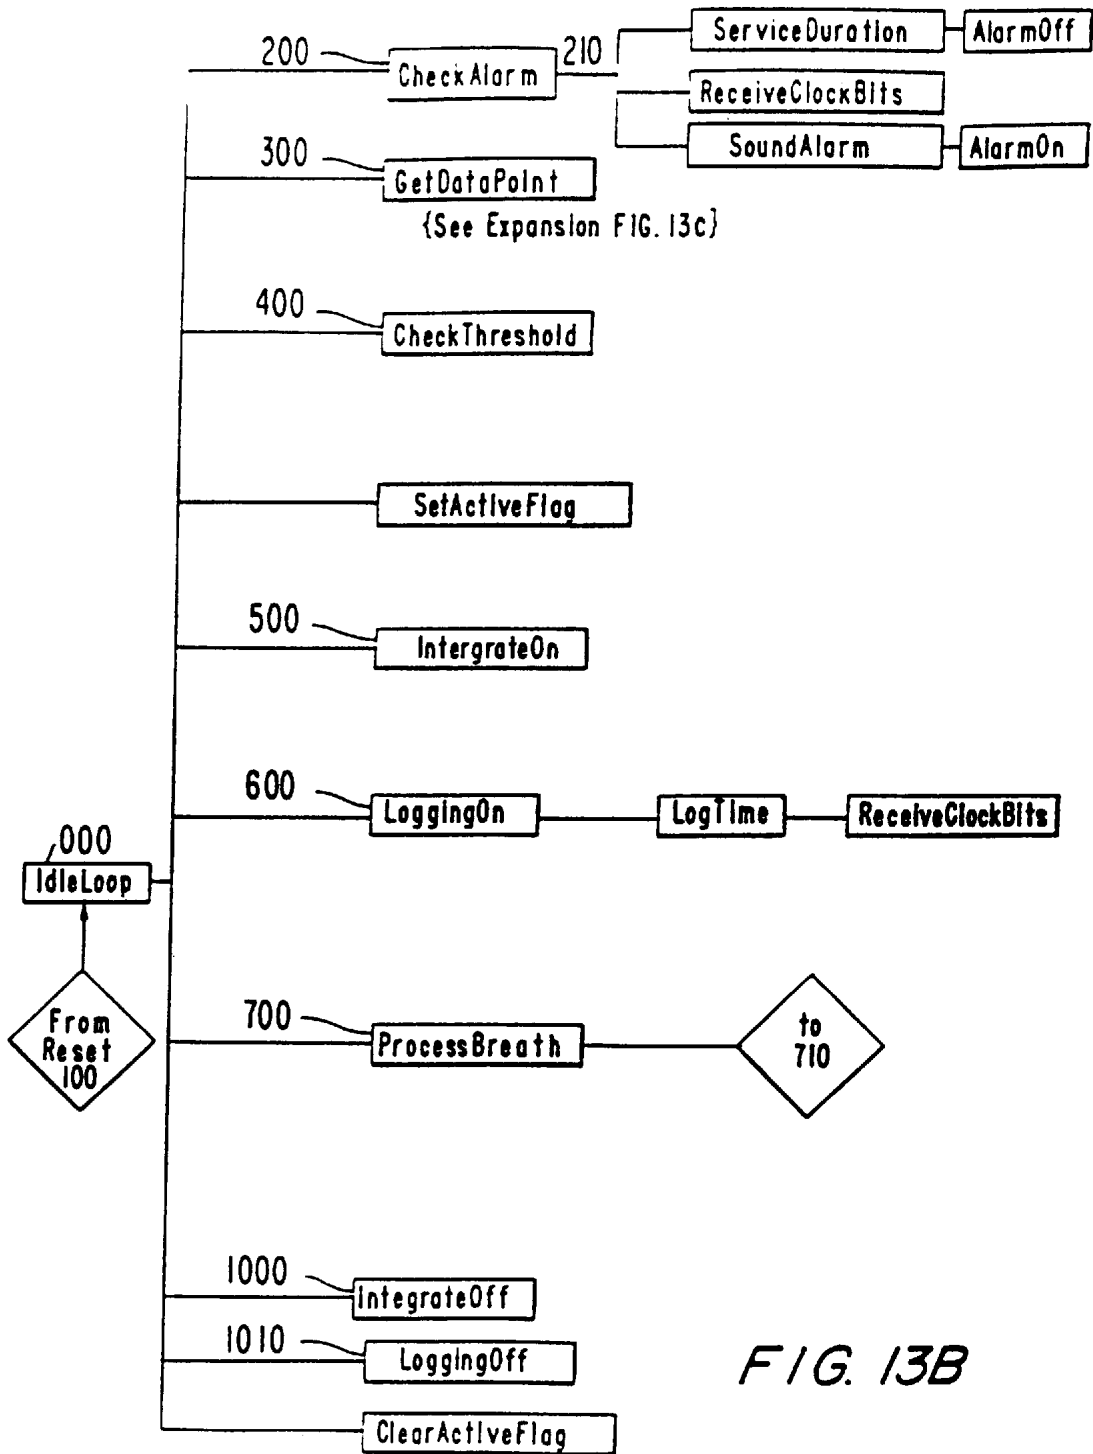 200
CheckAlarm
210
ServiceDuration
AlarmOff
ReceiveClockBits
SoundAlarm
AlarmOn
300
GetDataPoint
{See Expansion FIG. 13c}
400
CheckThreshold
SetActiveFlag
500
IntergrateOn
600
LoggingOn
LogTime
ReceiveClockBits
000
IdleLoop
From
Reset
100
700
ProcessBreath
to
710
1000
IntegrateOff
1010
LoggingOff
ClearActiveFlag
FIG. 13B